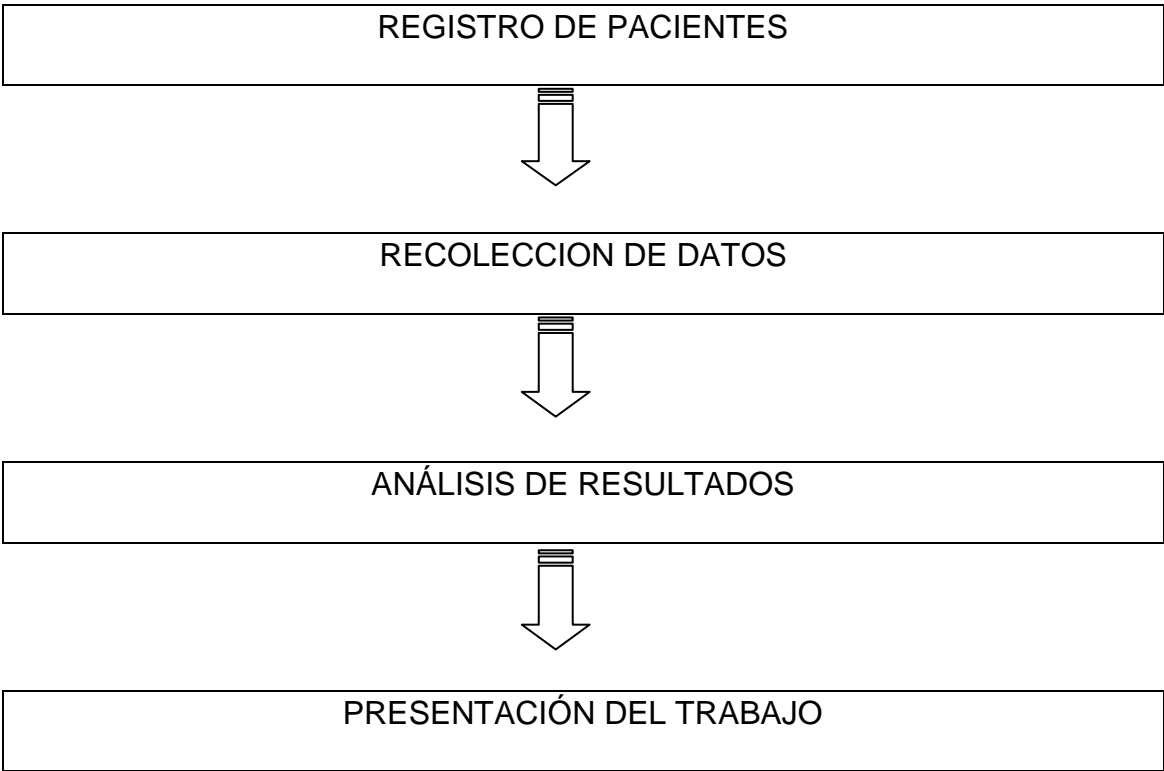 REGISTRO DE PACIENTES
RECOLECCION DE DATOS
ANÁLISIS DE RESULTADOS
PRESENTACIÓN DEL TRABAJO